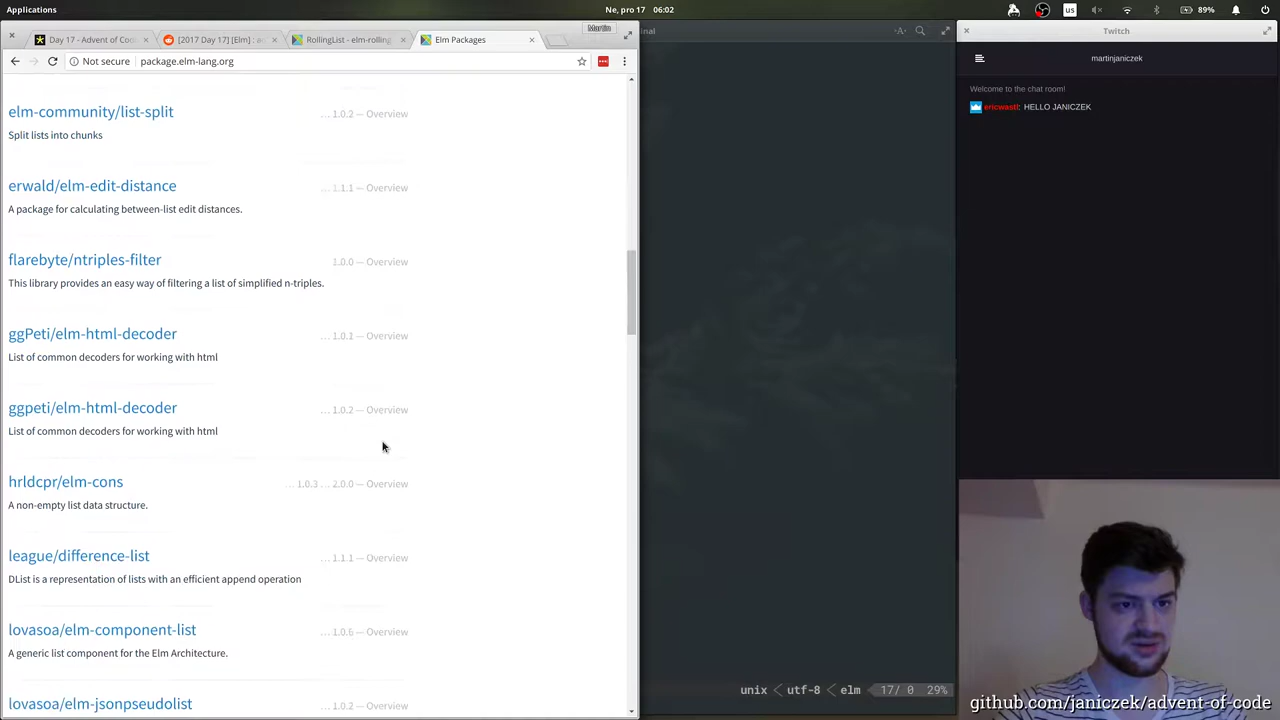 Applications
Ne, pro 17 06:02
89%
Day 17 - Advent of Co
[2017 Day 17] [Elm] : a
RollingList - elm-rolling
Elm Packages
Martin
Not secure
package.elm-lang.org
us
Twitch
martinjaniczek
Welcome to the chat room!
ericwastl: HELLO JANICZEK
elm-community/list-split
... 1.0.2 — Overview
Split lists into chunks
erwald/elm-edit-distance
... 1.1.1 — Overview
A package for calculating between-list edit distances.
flarebyte/ntriples-filter
1.0.0 — Overview
This library provides an easy way of filtering a list of simplified n-triples.
ggPeti/elm-html-decoder
... 1.0.1 — Overview
List of common decoders for working with html
ggpeti/elm-html-decoder
... 1.0.2 — Overview
List of common decoders for working with html
hrldcpr/elm-cons
... 1.0.3 ... 2.0.0 — Overview
A non-empty list data structure.
league/difference-list
... 1.1.1 — Overview
DList is a representation of lists with an efficient append operation
lovasoa/elm-component-list
... 1.0.6 — Overview
A generic list component for the Elm Architecture.
lovasoa/elm-jsonpseudolist
... 1.0.2 — Overview
unix < utf-8 < elm 17/ 0 29%
github.com/janiczek/advent-of-code